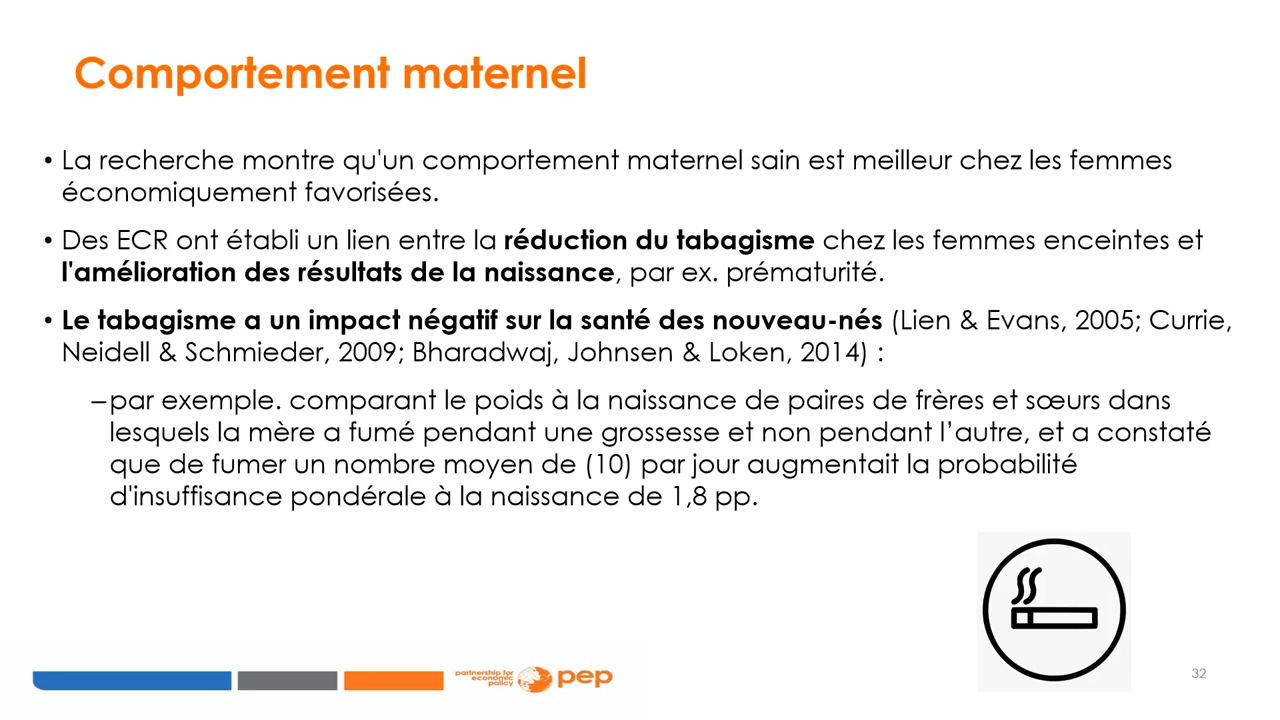 Comportement maternel
• La recherche montre qu'un comportement maternel sain est meilleur chez les femmes
économiquement favorisées.
• Des ECR ont établi un lien entre la réduction du tabagisme chez les femmes enceintes et
l'amélioration des résultats de la naissance, par ex. prématurité.
• Le tabagisme a un impact négatif sur la santé des nouveau-nés (Lien & Evans, 2005; Currie,
Neidell & Schmieder, 2009; Bharadwaj, Johnsen & Loken, 2014) :
–par exemple. comparant le poids à la naissance de paires de frères et sœurs dans
lesquels la mère a fumé pendant une grossesse et non pendant l’autre, et a constaté
que de fumer un nombre moyen de (10) par jour augmentait la probabilité
d'insuffisance pondérale à la naissance de 1,8 pp.
partnership for
economic
policy
pep
32